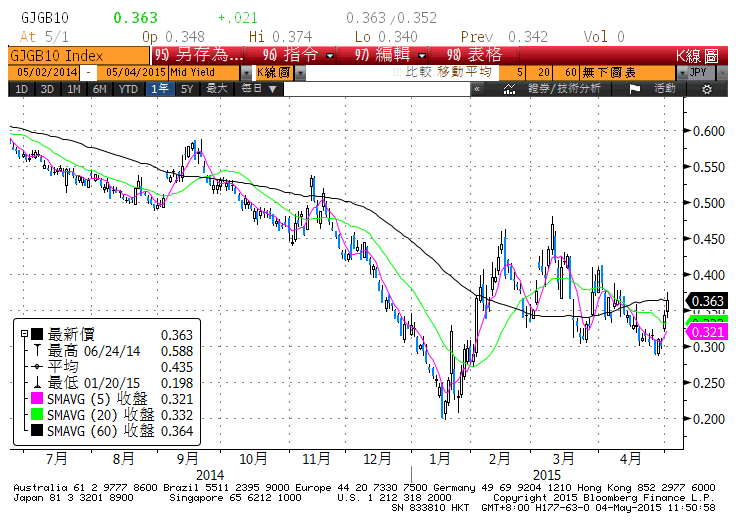 GJGB10 0.363 +.021 0.363/0.352
At 5/1 Op 0.348 Hi 0.374 Lo 0.340 Prev 0.342 Vol 0
GJGB10 Index 95) 另存為... 96) 指令 97) 編輯 98) 表格 K線圖
05/02/2014 - 05/04/2015 Mid Yield K線圖 比較 移動平均 5 20 60 無下圖表 JPY
1D 3D 1M 6M YTD 1年 5Y 最大 每日 ▼ « 證券/技術分析 活動
0.600
0.550
0.500
0.450
0.400
0.363
0.321
0.300
0.250
0.200
最新價 0.363
最高 06/24/14 0.588
平均 0.435
最低 01/20/15 0.198
SMAVG (5) 收盤 0.321
SMAVG (20) 收盤 0.332
SMAVG (60) 收盤 0.364
7月 8月 9月 10月 11月 12月 1月 2月 3月 4月
2014 2015
Australia 61 2 9777 8600 Brazil 5511 2395 9000 Europe 44 20 7330 7500 Germany 49 69 9204 1210 Hong Kong 852 2977 6000
Japan 81 3 3201 8900 Singapore 65 6212 1000 U.S. 1 212 318 2000 Copyright 2015 Bloomberg Finance L.P.
SN 833810 HKT GMT+8:00 H177-63-0 04-May-2015 11:50:58